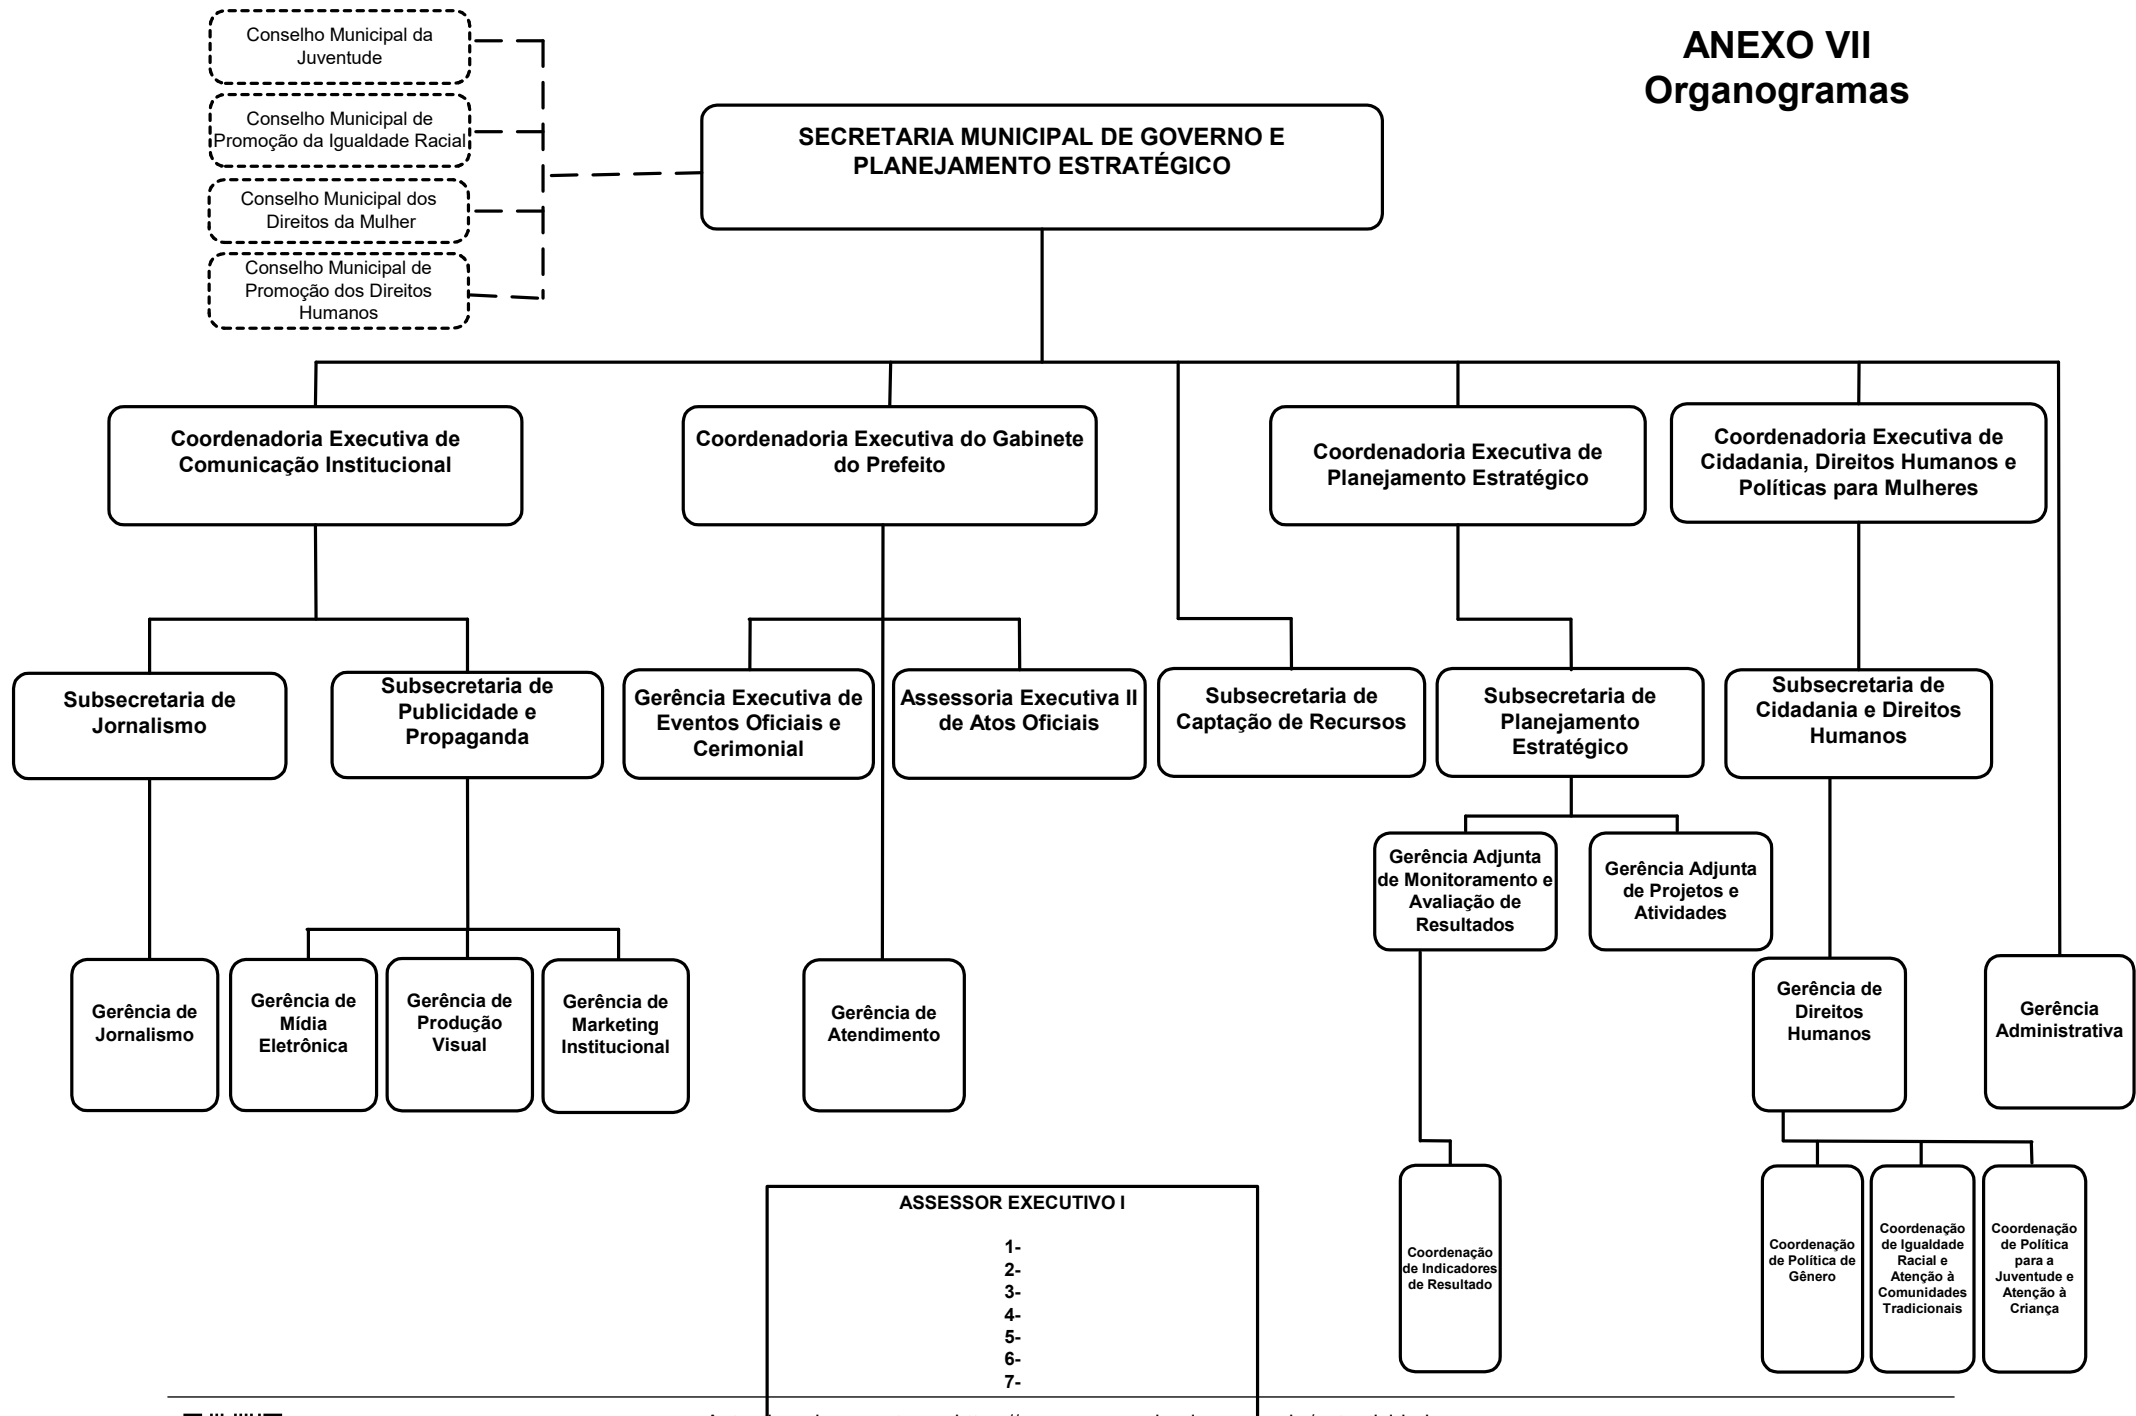 Conselho Municipal da
Juventude
Conselho Municipal de
Promoção da Igualdade Racial
Conselho Municipal dos
Direitos da Mulher
Conselho Municipal de
Promoção dos Direitos
Humanos
ANEXO VII
Organogramas
SECRETARIA MUNICIPAL DE GOVERNO E
PLANEJAMENTO ESTRATÉGICO
Coordenadoria Executiva de
Comunicação Institucional
Coordenadoria Executiva do Gabinete
do Prefeito
Coordenadoria Executiva de
Planejamento Estratégico
Coordenadoria Executiva de
Cidadania, Direitos Humanos e
Políticas para Mulheres
Subsecretaria de
Jornalismo
Subsecretaria de
Publicidade e
Propaganda
Gerência Executiva de
Eventos Oficiais e
Cerimonial
Assessoria Executiva II
de Atos Oficiais
Subsecretaria de
Captação de Recursos
Subsecretaria de
Planejamento
Estratégico
Subsecretaria de
Cidadania e Direitos
Humanos
Gerência Adjunta
de Monitoramento e
Avaliação de
Resultados
Gerência Adjunta
de Projetos e
Atividades
Gerência de
Jornalismo
Gerência de
Mídia
Eletrônica
Gerência de
Produção
Visual
Gerência de
Marketing
Institucional
Gerência de
Atendimento
Gerência de
Direitos
Humanos
Gerência
Administrativa
Coordenação
de Indicadores
de Resultado
Coordenação
de Política de
Gênero
Coordenação
de Igualdade
Racial e
Atenção à
Comunidades
Tradicionais
Coordenação
de Política
para a
Juventude e
Atenção à
Criança
ASSESSOR EXECUTIVO I
1-
2-
3-
4-
5-
6-
7-